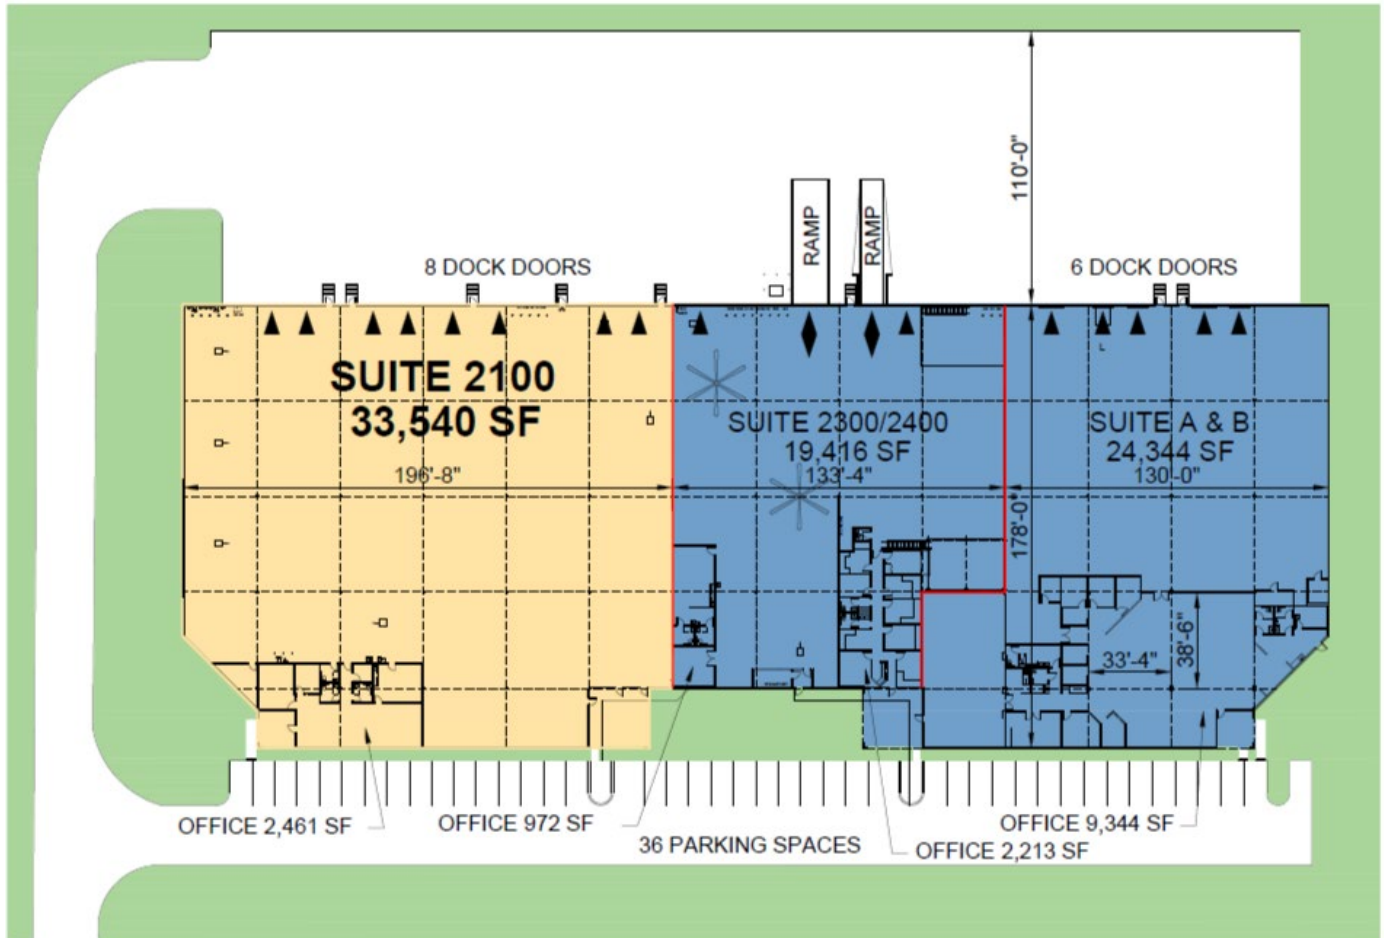 110'-0"
RAMP
RAMP
8 DOCK DOORS
6 DOCK DOORS
SUITE 2100
33,540 SF
196'-8"
SUITE 2300/2400
19,416 SF
133'-4"
SUITE A & B
24,344 SF
130'-0"
L
178'-0"
38'-6"
33'-4"
OFFICE 2,461 SF
OFFICE 972 SF
36 PARKING SPACES
OFFICE 2,213 SF
OFFICE 9,344 SF